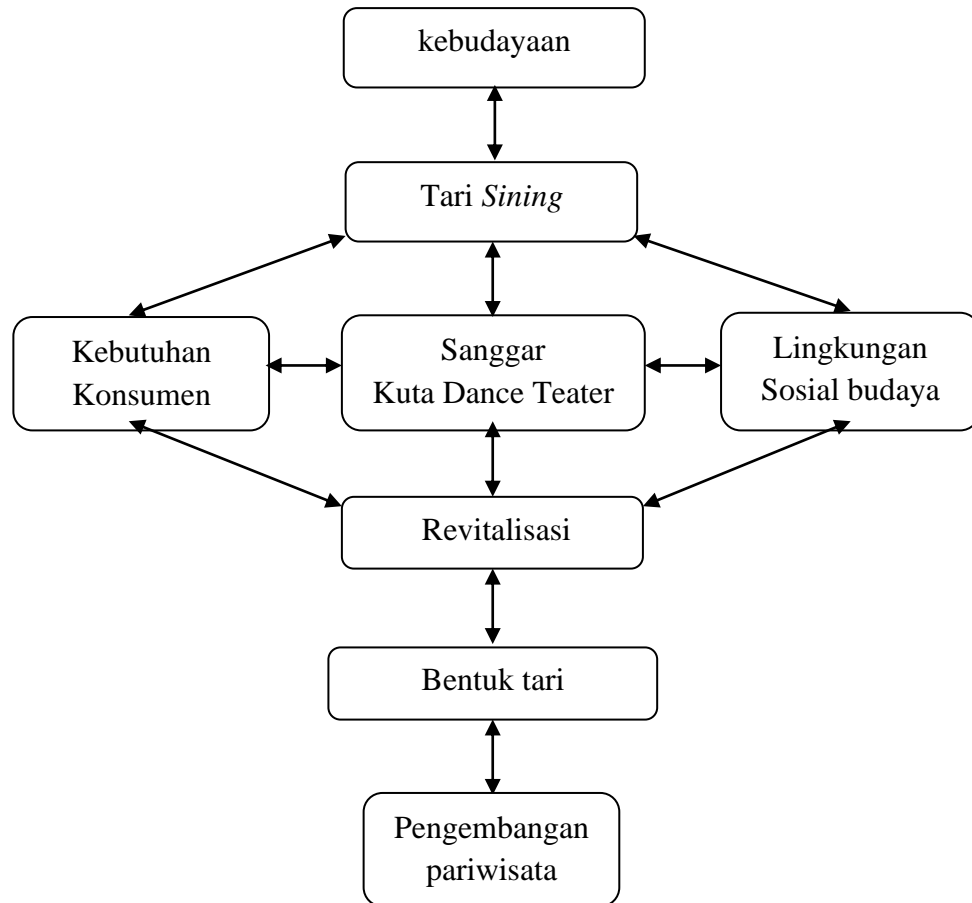 kebudayaan
Tari Sining
Kebutuhan
Konsumen
Sanggar
Kuta Dance Teater
Lingkungan
Sosial budaya
Revitalisasi
Bentuk tari
Pengembangan
pariwisata